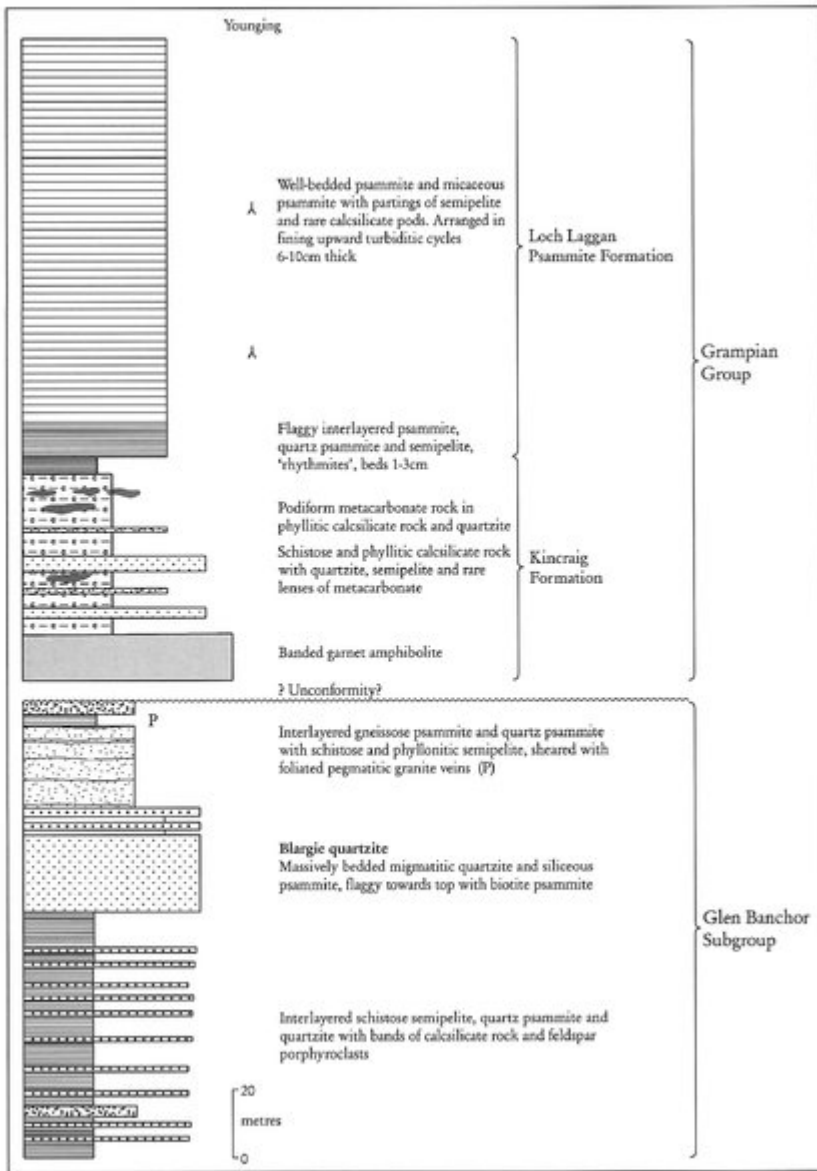 Younging
Well-bedded psammite and micaceous
psammite with partings of semipelite
and rare calcsilicate pods. Arranged in
fining upward turbiditic cycles
6-10cm thick
Loch Laggan
Psammite Formation
Grampian
Group
Flaggy interlayered psammite,
quartz psammite and semipelite,
'rhythmites', beds 1-3cm
Podiform metacarbonate rock in
phyllitic calcsilicate rock and quartzite
Schistose and phyllitic calcsilicate rock
with quartzite, semipelite and rare
lenses of metacarbonate
Kincraig
Formation
Banded garnet amphibolite
? Unconformity?
P
Interlayered gneissose psammite and quartz psammite
with schistose and phyllonitic semipelite, sheared with
foliated pegmatitic granite veins (P)
Blargie quartzite
Massively bedded migmatitic quartzite and siliceous
psammite, flaggy towards top with biotite psammite
Glen Banchor
Subgroup
Interlayered schistose semipelite, quartz psammite and
quartzite with bands of calcsilicate rock and feldspar
porphyroclasts
20
metres
0